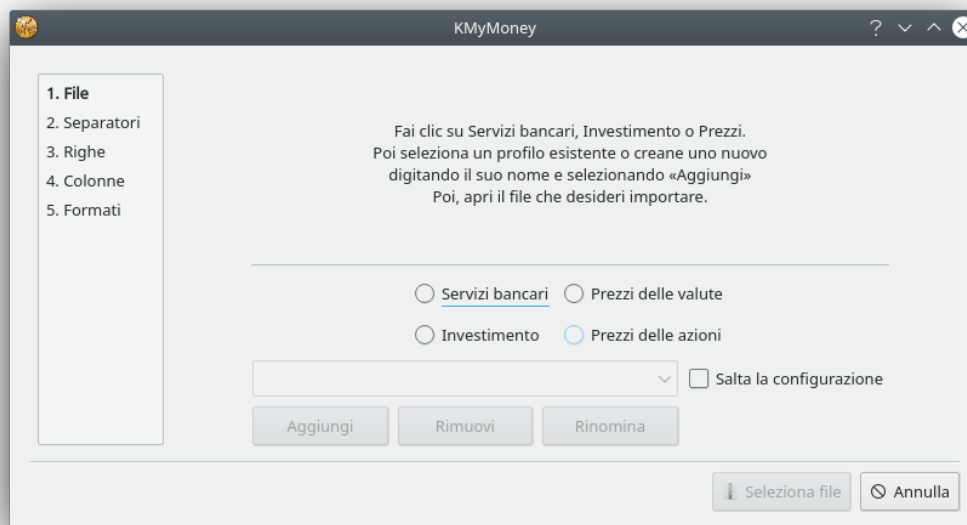 KMyMoney
1. File
2. Separatori
3. Righe
4. Colonne
5. Formati
Fai clic su Servizi bancari, Investimento o Prezzi.
Poi seleziona un profilo esistente o creane uno nuovo
digitando il suo nome e selezionando «Aggiungi»
Poi, apri il file che desideri importare.
Servizi bancari Prezzi delle valute
Investimento Prezzi delle azioni
Salta la configurazione
Aggiungi Rimuovi Rinomina
Seleziona file Annulla